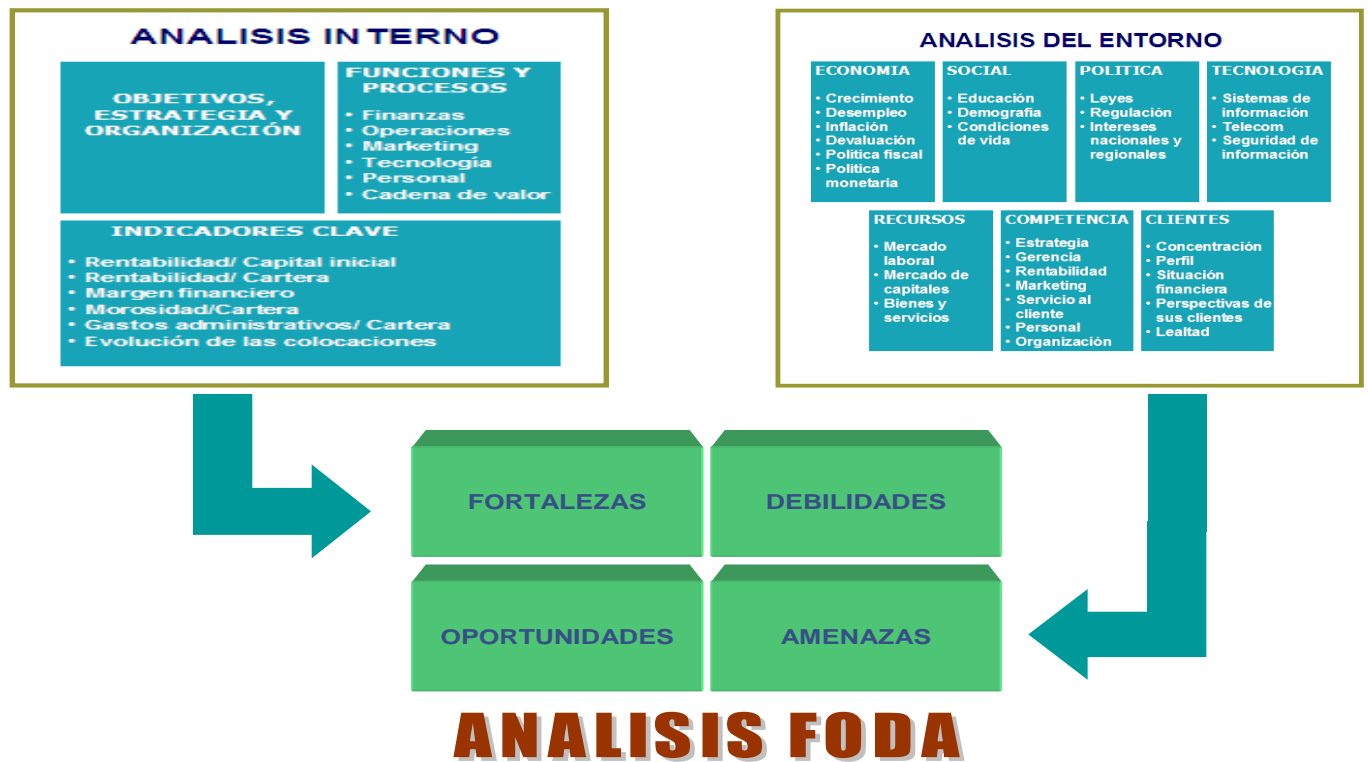 ANALISIS INTERNO
OBJETIVOS,
ESTRATEGIA Y
ORGANIZACIÓN
FUNCIONES Y
PROCESOS
• Finanzas
• Operaciones
• Marketing
• Tecnología
• Personal
• Cadena de valor
INDICADORES CLAVE
• Rentabilidad/ Capital inicial
• Rentabilidad/ Cartera
• Margen financiero
• Morosidad/Cartera
• Gastos administrativos/ Cartera
• Evolución de las colocaciones
ANALISIS DEL ENTORNO
ECONOMIA
• Crecimiento
• Desempleo
• Inflación
• Devaluación
• Politica fiscal
• Política
monetaria
SOCIAL
• Educación
• Demografía
• Condiciones
de vida
POLITICA
• Leyes
• Regulación
• Intereses
nacionales y
regionales
TECNOLOGIA
• Sistemas de
información
• Telecom
• Seguridad de
información
RECURSOS
• Mercado
laboral
• Mercado de
capitales
• Bienes y
servicios
COMPETENCIA
• Estrategia
• Gerencia
• Rentabilidad
• Marketing
• Servicio al
cliente
• Personal
• Organización
CLIENTES
• Concentración
• Perfil
• Situación
financiera
• Perspectivas de
sus clientes
• Lealtad
FORTALEZAS
DEBILIDADES
OPORTUNIDADES
AMENAZAS
ANALISIS FODA